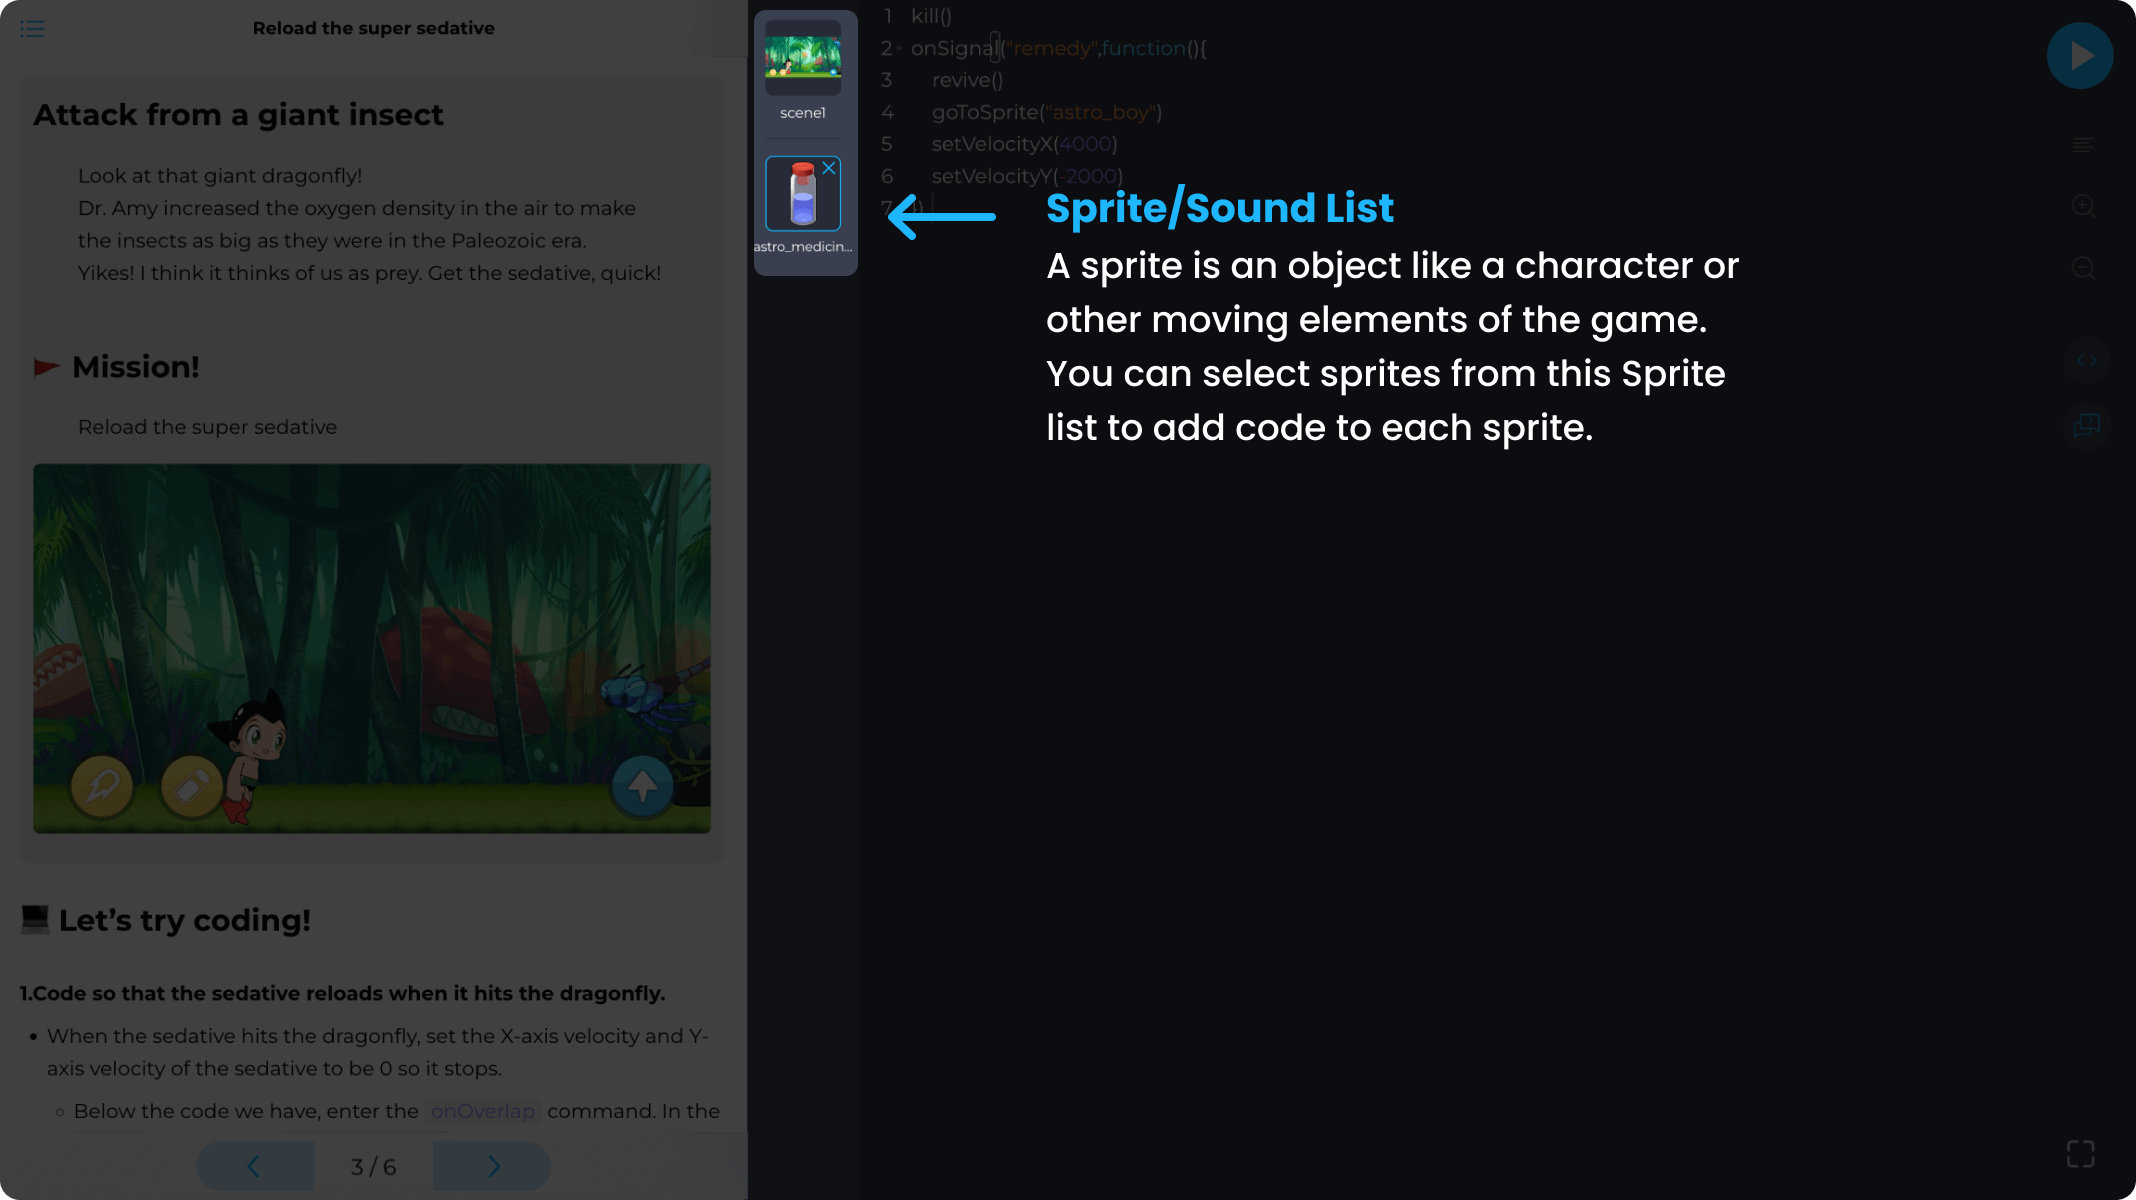 Reload the super sedative
Attack from a giant insect
Look at that giant dragonfly!
Dr. Amy increased the oxygen density in the air to make
the insects as big as they were in the Paleozoic era.
Yikes! I think it thinks of us as prey. Get the sedative, quick!
Mission!
Reload the super sedative
Let's try coding!
1.Code so that the sedative reloads when it hits the dragonfly.
• When the sedative hits the dragonfly, set the X-axis velocity and Y-
axis velocity of the sedative to be 0 so it stops.
○ Below the code we have, enter the onOverlap command. In the
3 / 6
scene1
astro_medicin...
1 kill()
2 onSignal("remedy",function(){
3 revive()
4 goToSprite("astro_boy")
5 setVelocityX(4000)
6 setVelocityY(-2000)
7 })
Sprite/Sound List
A sprite is an object like a character or
other moving elements of the game.
You can select sprites from this Sprite
list to add code to each sprite.